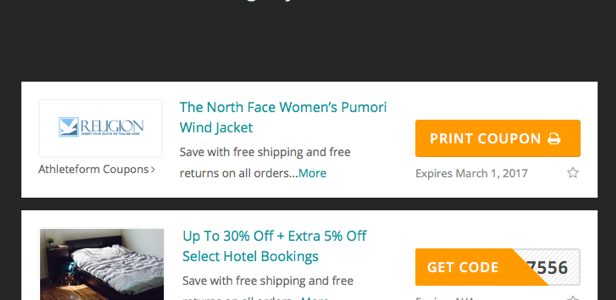 RELIGION
Athleteform Coupons ›
The North Face Women's Pumori
Wind Jacket
Save with free shipping and free
returns on all orders...More
PRINT COUPON
Expires March 1, 2017
Up To 30% Off + Extra 5% Off
Select Hotel Bookings
Save with free shipping and free
GET CODE
7556